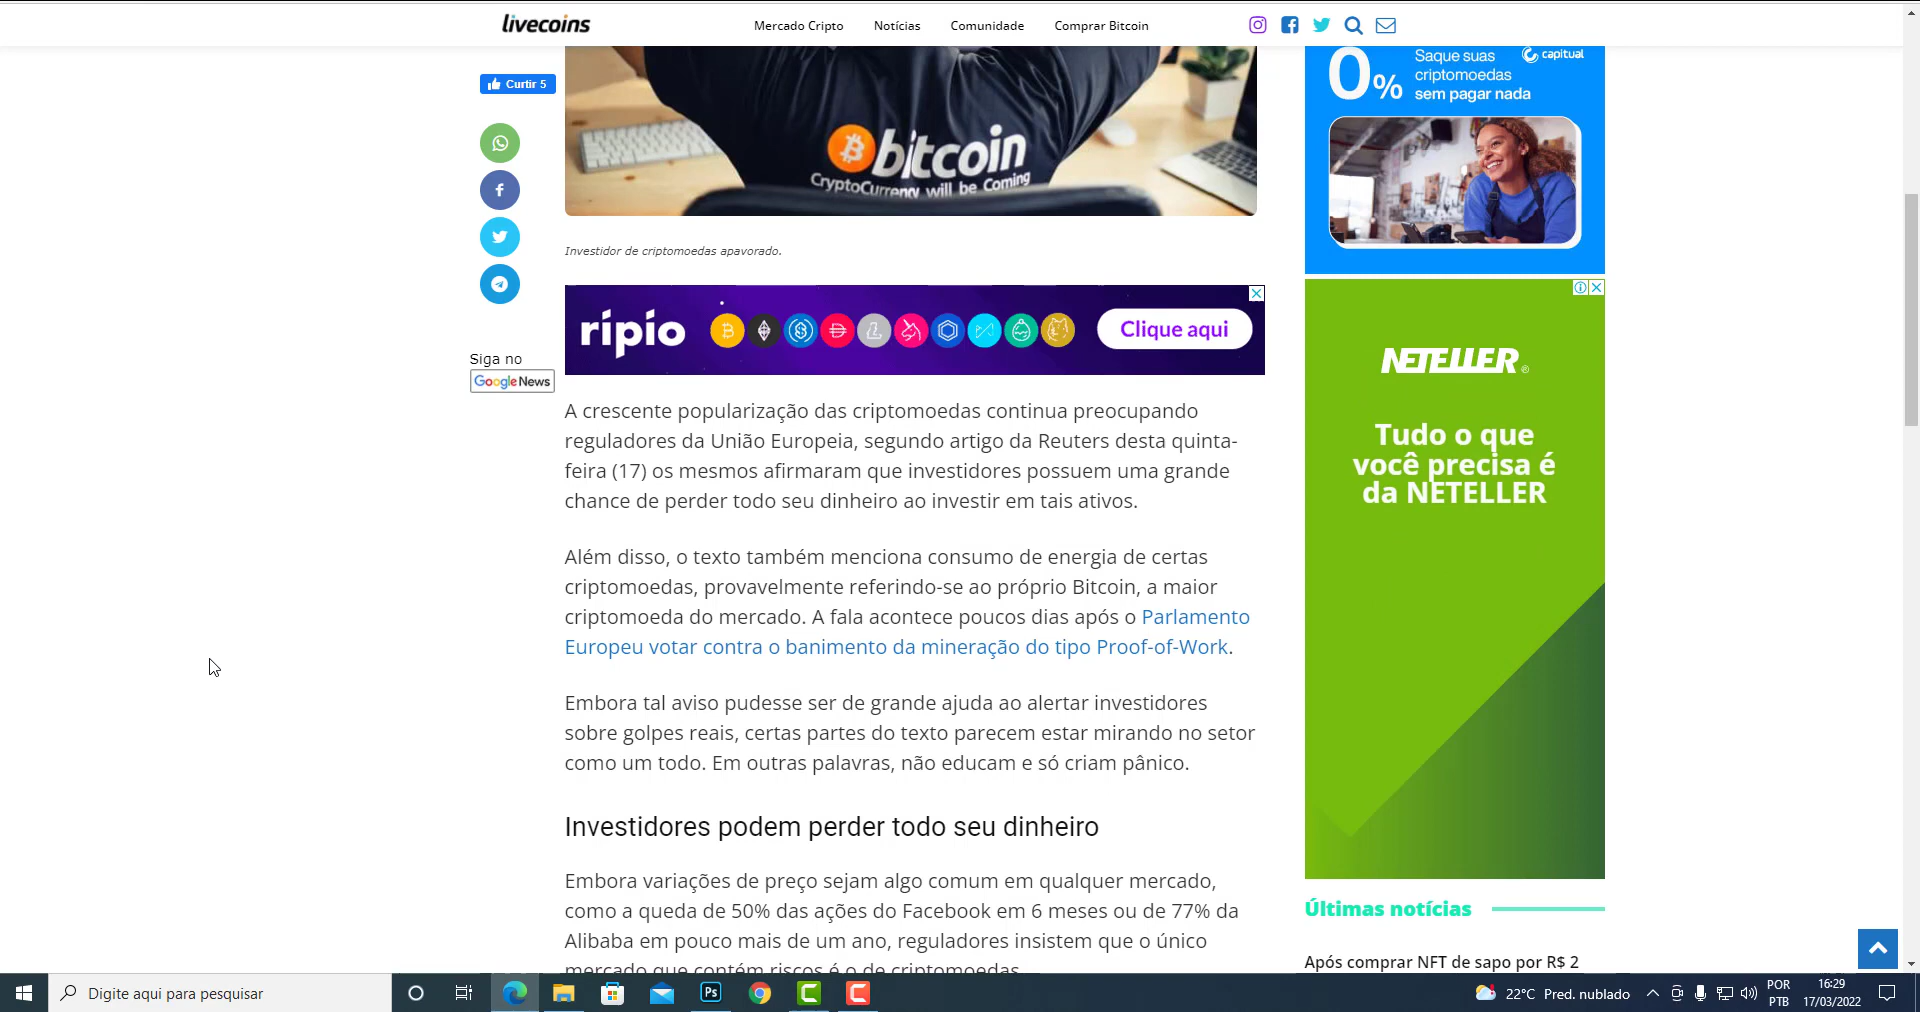 livecoins
Mercado Cripto
Notícias
Comunidade
Comprar Bitcoin
Curtir 5
bitcoin
CryptoCurrency will be Coming
Investidor de criptomoedas apavorado.
ripio
Clique aqui
Siga no
Google News
A crescente popularização das criptomoedas continua preocupando
reguladores da União Europeia, segundo artigo da Reuters desta quinta-
feira (17) os mesmos afirmaram que investidores possuem uma grande
chance de perder todo seu dinheiro ao investir em tais ativos.
Além disso, o texto também menciona consumo de energia de certas
criptomoedas, provavelmente referindo-se ao próprio Bitcoin, a maior
criptomoeda do mercado. A fala acontece poucos dias após o Parlamento
Europeu votar contra o banimento da mineração do tipo Proof-of-Work.
Embora tal aviso pudesse ser de grande ajuda ao alertar investidores
sobre golpes reais, certas partes do texto parecem estar mirando no setor
como um todo. Em outras palavras, não educam e só criam pânico.
Investidores podem perder todo seu dinheiro
Embora variações de preço sejam algo comum em qualquer mercado,
como a queda de 50% das ações do Facebook em 6 meses ou de 77% da
Alibaba em pouco mais de um ano, reguladores insistem que o único
mercado que contém riscos é o de criptomoedas.
0%
Saque suas
criptomoedas
sem pagar nada
capitual
NETELLER
Tudo o que
você precisa é
da NETELLER
Últimas notícias
Após comprar NFT de sapo por R$ 2
Digite aqui para pesquisar
Ps
22°C Pred. nublado
POR
PTB
16:29
17/03/2022